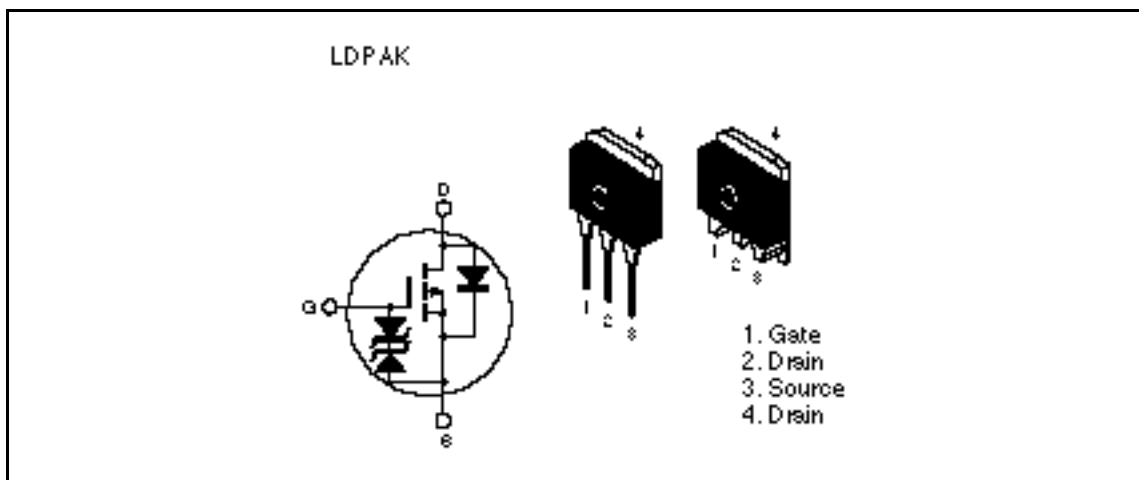 LDPAK
4
4
D
G
S
1
2
3
1
2
3
1. Gate
2. Drain
3. Source
4. Drain